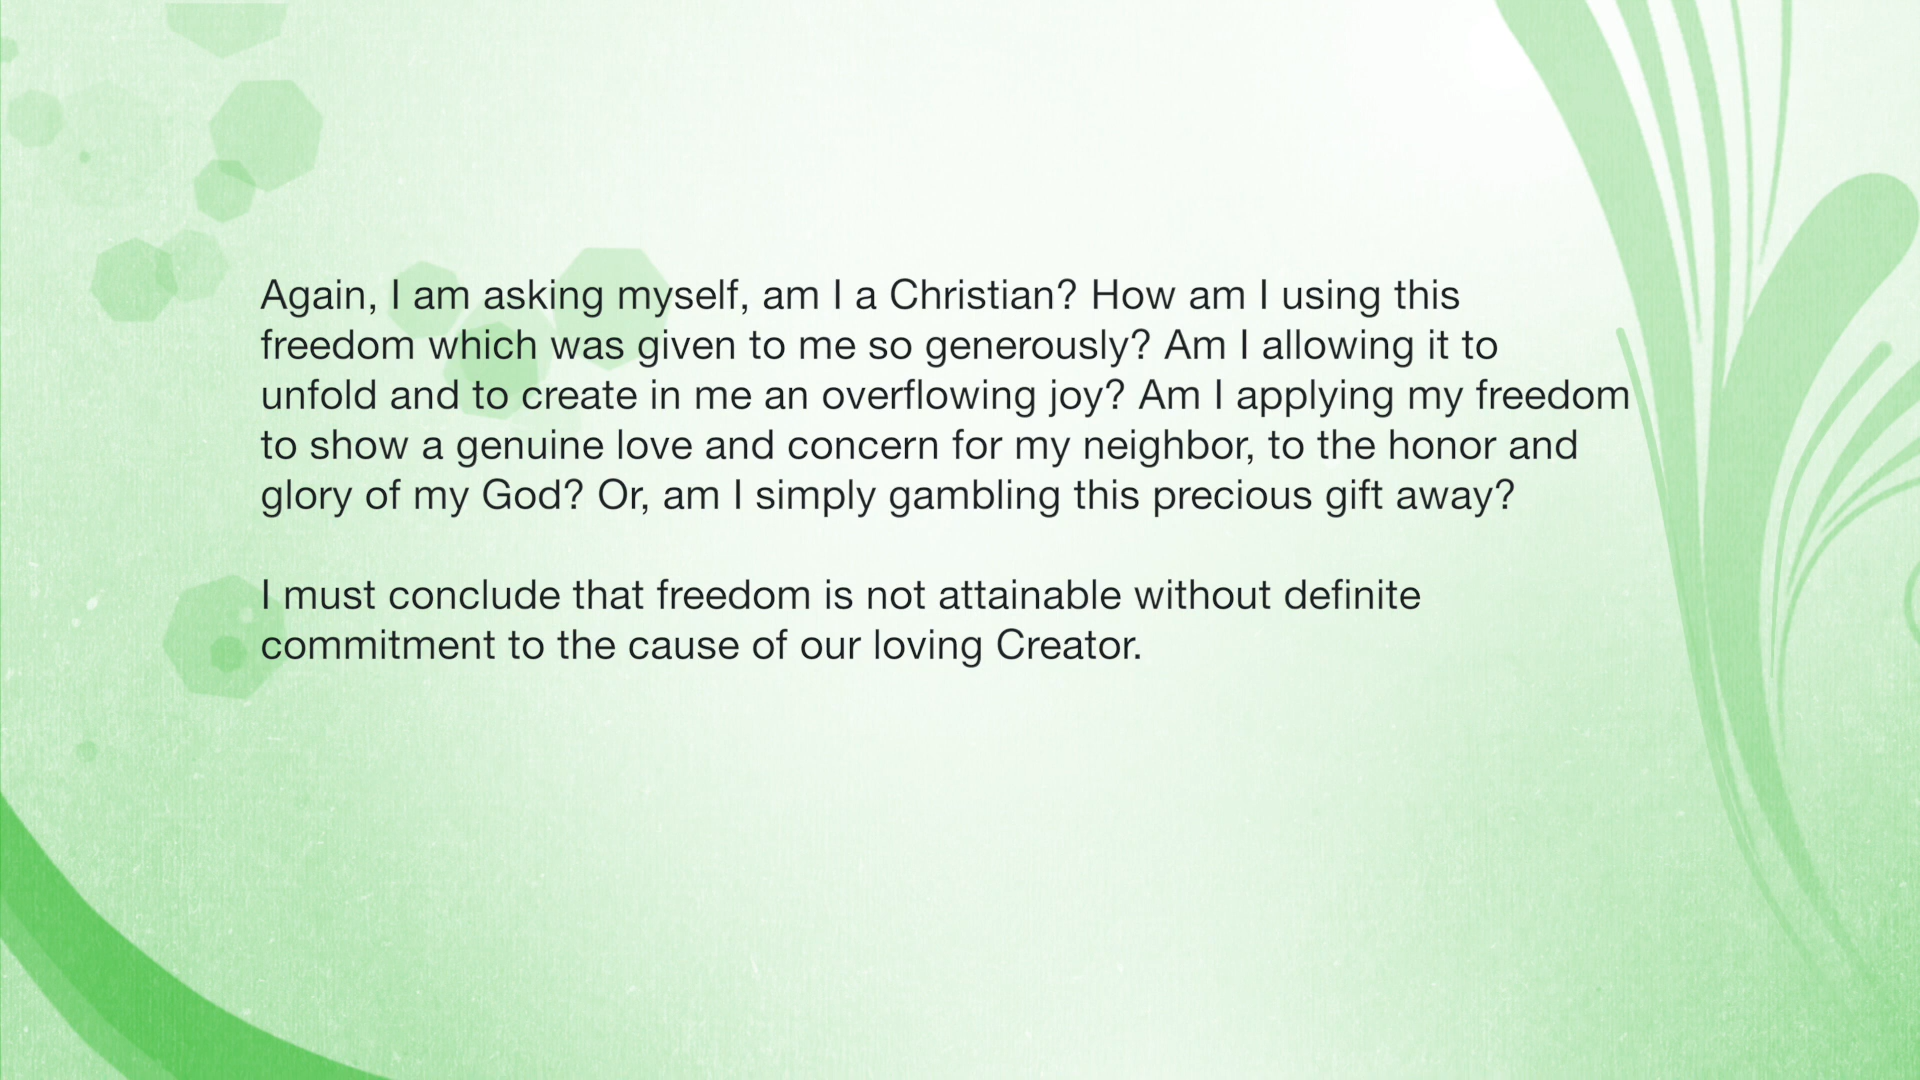 Again, I am asking myself, am I a Christian? How am I using this
freedom which was given to me so generously? Am I allowing it to
unfold and to create in me an overflowing joy? Am I applying my freedom
to show a genuine love and concern for my neighbor, to the honor and
glory of my God? Or, am I simply gambling this precious gift away?
I must conclude that freedom is not attainable without definite
commitment to the cause of our loving Creator.